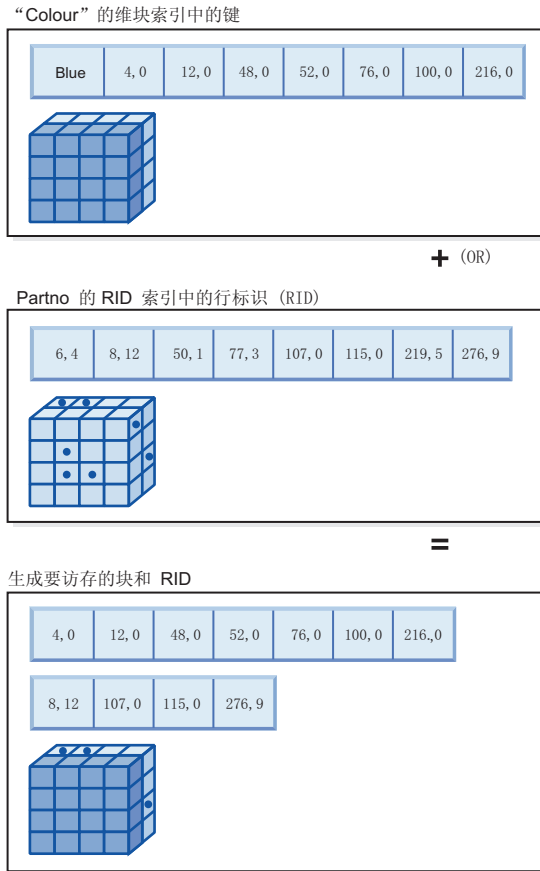 “Colour”的维块索引中的键
Blue 4,0 12,0 48,0 52,0 76,0 100,0 216,0
+ (OR)
Partno 的 RID 索引中的行标识 (RID)
6,4 8,12 50,1 77,3 107,0 115,0 219,5 276,9
=
生成要访存的块和 RID
4,0 12,0 48,0 52,0 76,0 100,0 216.,0
8,12 107,0 115,0 276,9